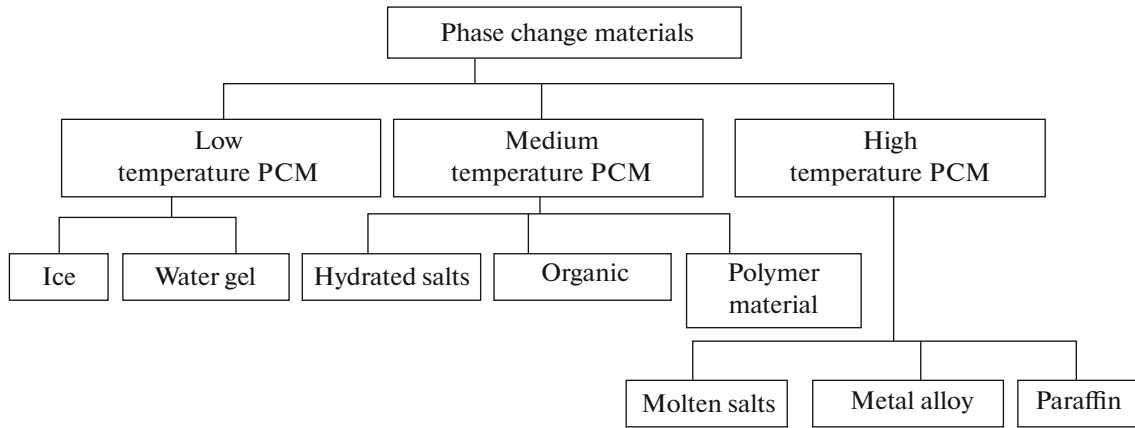 Phase change materials
Low
temperature PCM
Medium
temperature PCM
High
temperature PCM
Ice
Water gel
Hydrated salts
Organic
Polymer
material
Molten salts
Metal alloy
Paraffin